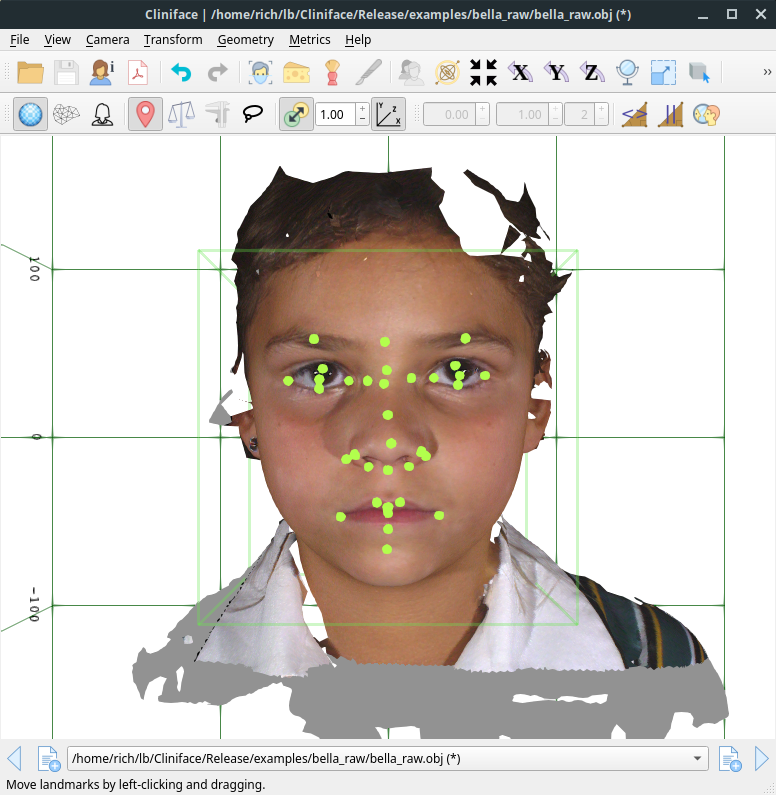 Cliniface | /home/rich/lb/Cliniface/Release/examples/bella_raw/bella_raw.obj (*)
File View Camera Transform Geometry Metrics Help
X Y Z »
1.00 Y Z X 0.00 1.00 2
100
0
-100
/home/rich/lb/Cliniface/Release/examples/bella_raw/bella_raw.obj (*)
Move landmarks by left-clicking and dragging.